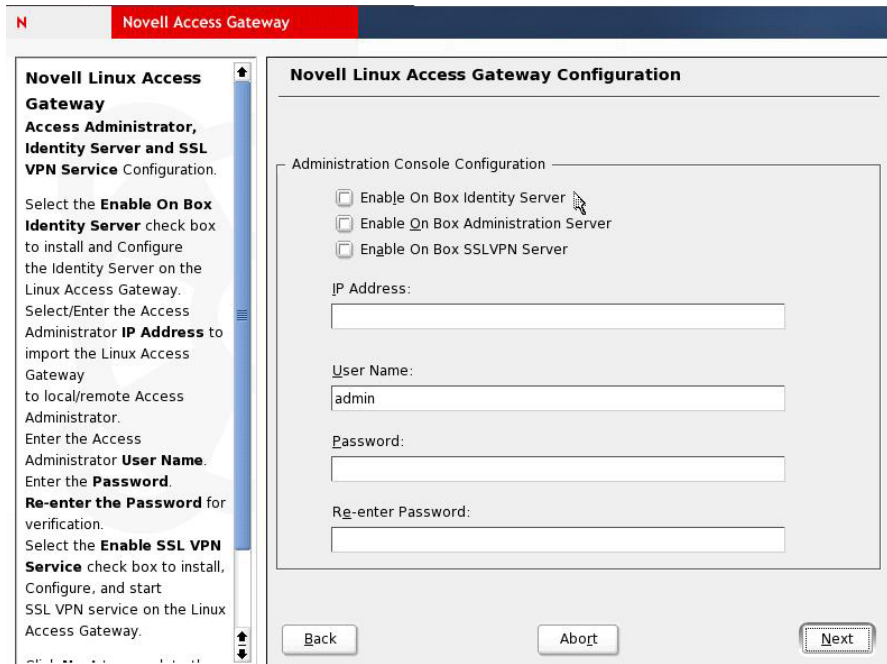 N
Novell Access Gateway
Novell Linux Access
Gateway
Access Administrator,
Identity Server and SSL
VPN Service Configuration.
Select the Enable On Box
Identity Server check box
to install and Configure
the Identity Server on the
Linux Access Gateway.
Select/Enter the Access
Administrator IP Address to
import the Linux Access
Gateway
to local/remote Access
Administrator.
Enter the Access
Administrator User Name.
Enter the Password.
Re-enter the Password for
verification.
Select the Enable SSL VPN
Service check box to install,
Configure, and start
SSL VPN service on the Linux
Access Gateway.
Novell Linux Access Gateway Configuration
Administration Console Configuration
Enable On Box Identity Server
Enable On Box Administration Server
Enable On Box SSLVPN Server
IP Address:
User Name:
admin
Password:
Re-enter Password:
Back
Abort
Next